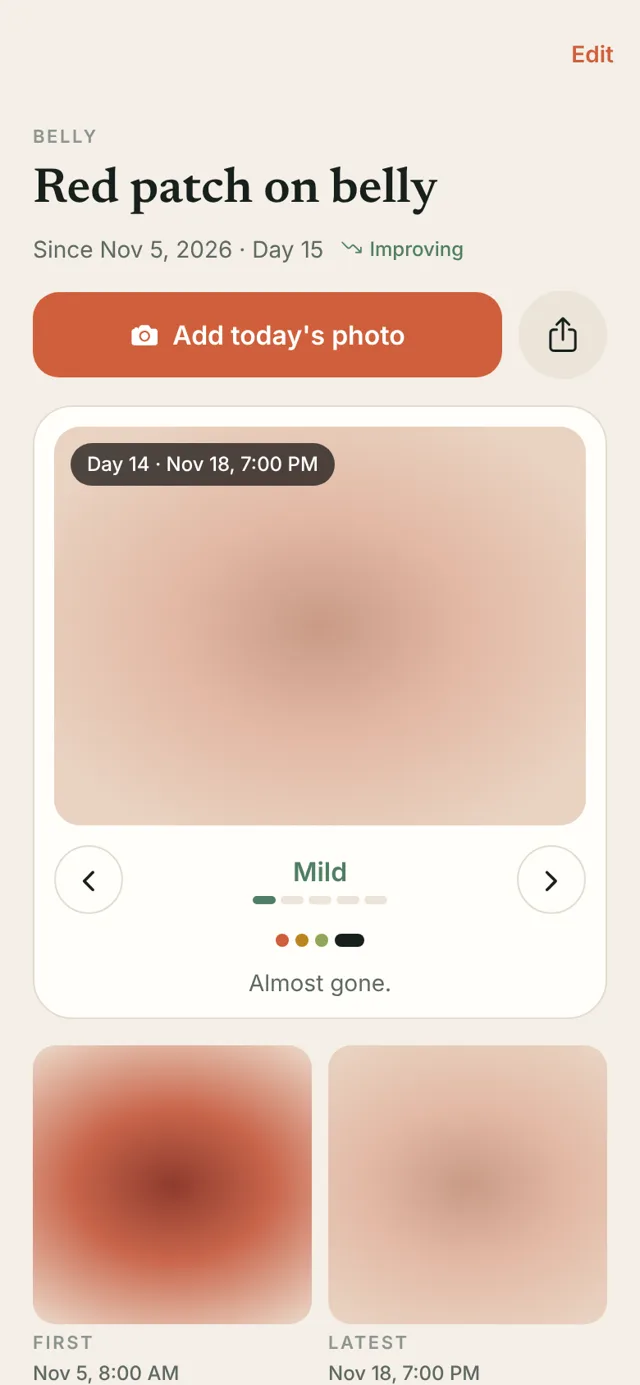 Edit
BELLY
Red patch on belly
Since Nov 5, 2026 · Day 15 Improving
Add today's photo
Day 14 · Nov 18, 7:00 PM
Mild
Almost gone.
FIRST LATEST
Nov 5, 8:00 AM Nov 18, 7:00 PM